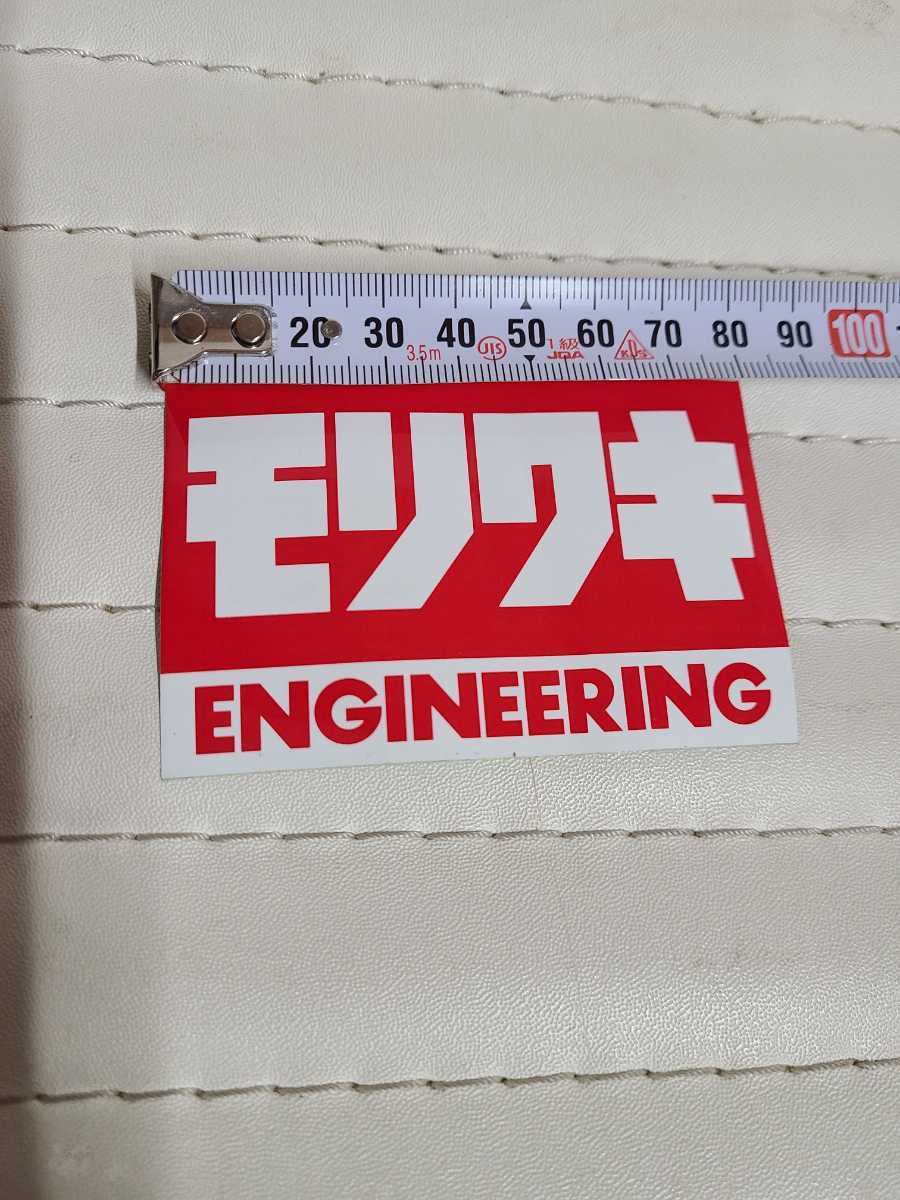 20 30 40 50 60 70 80 90 100
3.5m JIS 1級 KDS
JQA
モリワキ
ENGINEERING